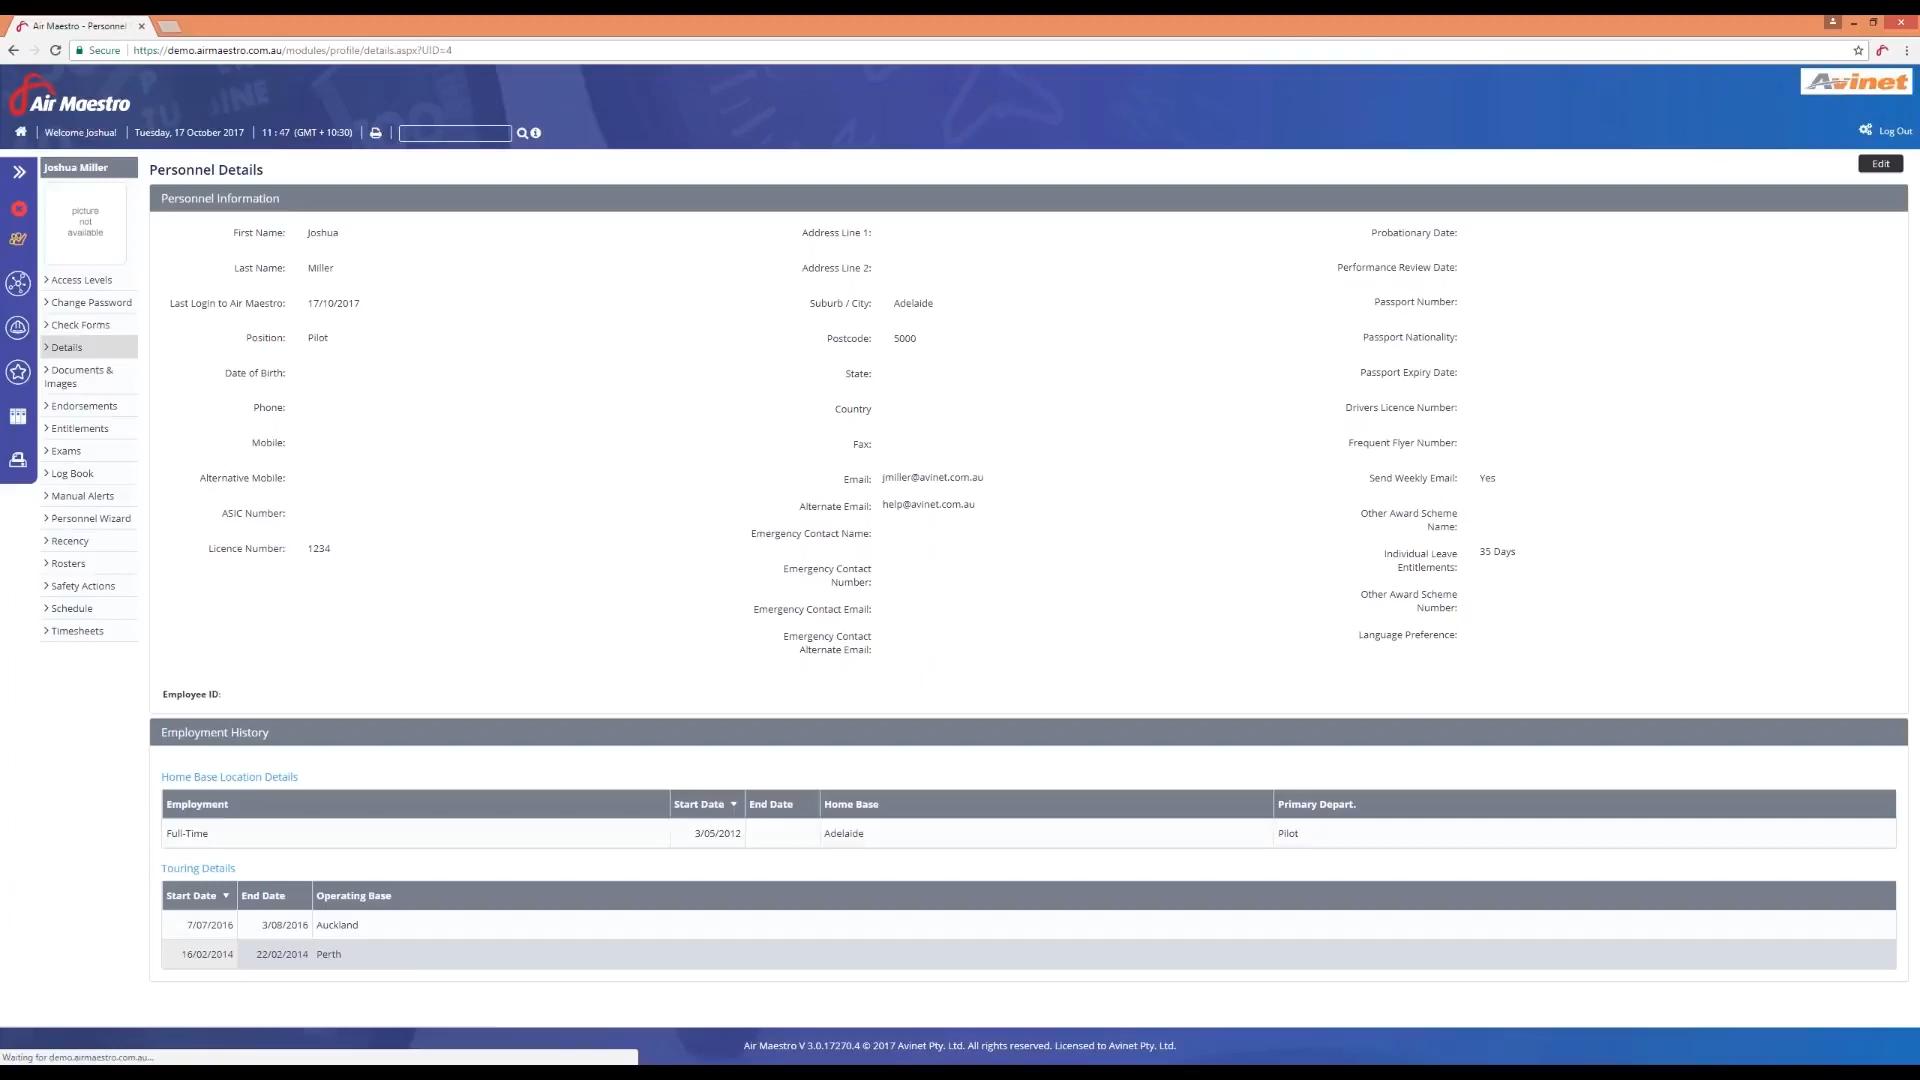 Air Maestro - Personnel
Secure https://demo.airmaestro.com.au/modules/profile/details.aspx?UID=4
Air Maestro
Avinet
Welcome Joshua! Tuesday, 17 October 2017 11 : 47 (GMT + 10:30)
Log Out
Joshua Miller
picture
not
available
Access Levels
Change Password
Check Forms
Details
Documents &
Images
Endorsements
Entitlements
Exams
Log Book
Manual Alerts
Personnel Wizard
Recency
Rosters
Safety Actions
Schedule
Timesheets
Personnel Details
Edit
Personnel Information
First Name: Joshua
Last Name: Miller
Last Login to Air Maestro: 17/10/2017
Position: Pilot
Date of Birth:
Phone:
Mobile:
Alternative Mobile:
ASIC Number:
Licence Number: 1234
Address Line 1:
Address Line 2:
Suburb / City: Adelaide
Postcode: 5000
State:
Country
Fax:
Email: jmiller@avinet.com.au
Alternate Email: help@avinet.com.au
Emergency Contact Name:
Emergency Contact
Number:
Emergency Contact Email:
Emergency Contact
Alternate Email:
Probationary Date:
Performance Review Date:
Passport Number:
Passport Nationality:
Passport Expiry Date:
Drivers Licence Number:
Frequent Flyer Number:
Send Weekly Email: Yes
Other Award Scheme
Name:
Individual Leave 35 Days
Entitlements:
Other Award Scheme
Number:
Language Preference:
Employee ID:
Employment History
Home Base Location Details
Employment Start Date End Date Home Base Primary Depart.
Full-Time 3/05/2012 Adelaide Pilot
Touring Details
Start Date End Date Operating Base
7/07/2016 3/08/2016 Auckland
16/02/2014 22/02/2014 Perth
Air Maestro V 3.0.17270.4 © 2017 Avinet Pty. Ltd. All rights reserved. Licensed to Avinet Pty. Ltd.
Waiting for demo.airmaestro.com.au...